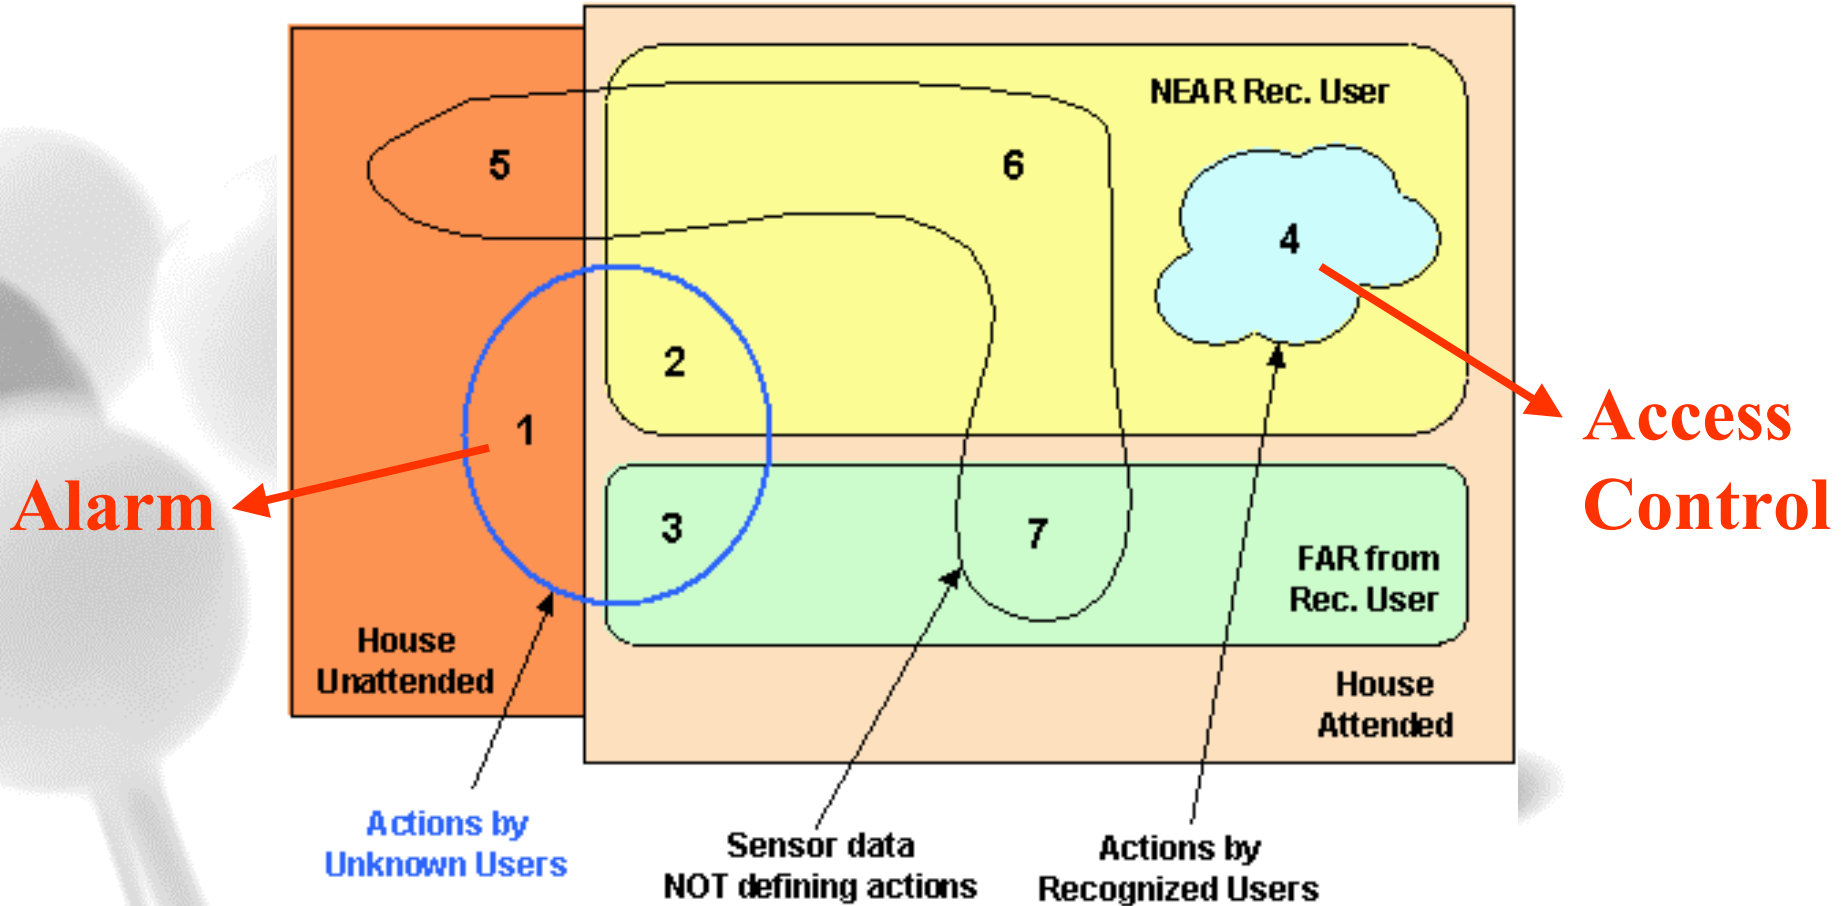 NEAR Rec. User
5
6
4
2
1
Access
Control
Alarm
3
7
FAR from
Rec. User
House
Unattended
House
Attended
Actions by
Unknown Users
Sensor data
NOT defining actions
Actions by
Recognized Users